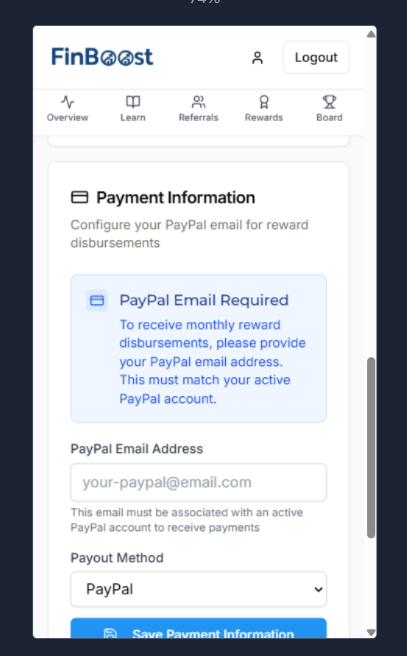 74%
FinBoost
Logout
Overview Learn Referrals Rewards Board
Payment Information
Configure your PayPal email for reward
disbursements
PayPal Email Required
To receive monthly reward
disbursements, please provide
your PayPal email address.
This must match your active
PayPal account.
PayPal Email Address
your-paypal@email.com
This email must be associated with an active
PayPal account to receive payments
Payout Method
PayPal
Save Payment Information